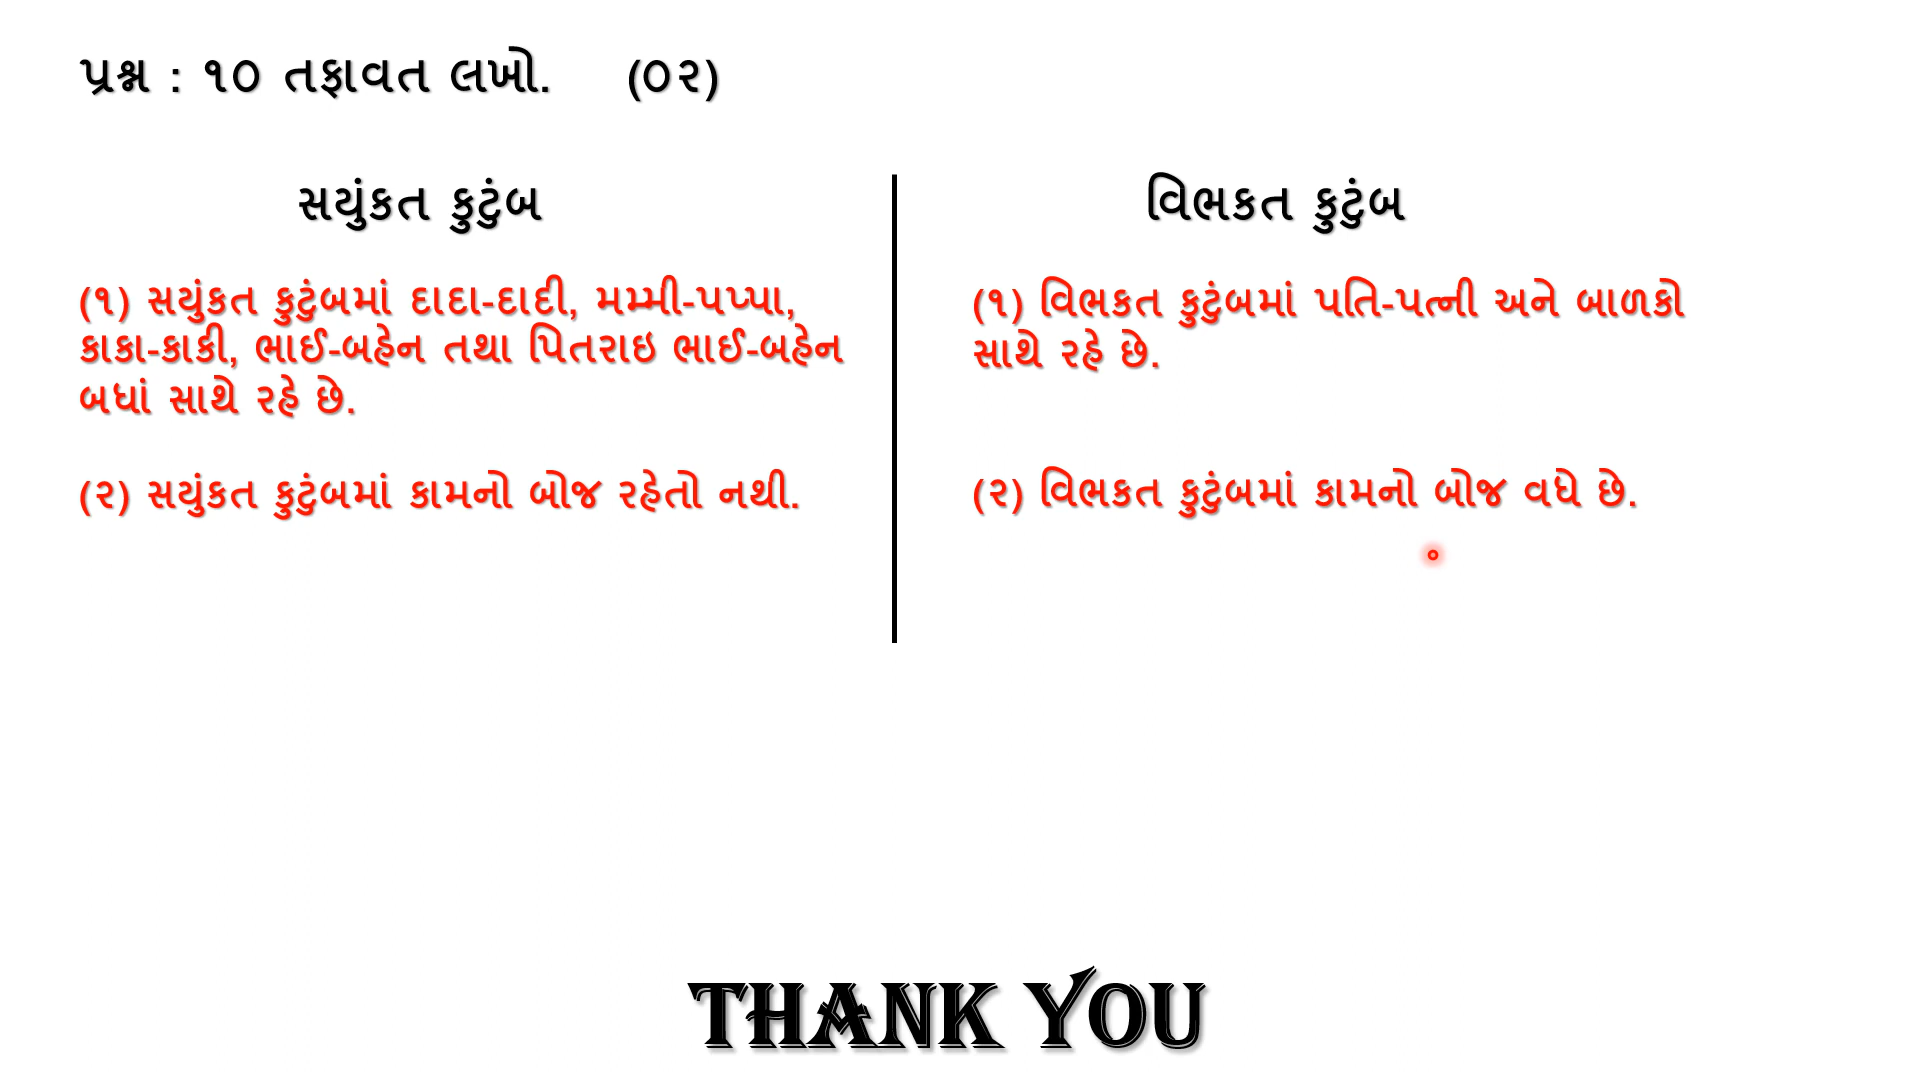 પ્રશ્ન : ૧૦ તફાવત લખો. (૦૨)
સયુંકત કુટુંબ
(૧) સયુંકત કુટુંબમાં દાદા-દાદી, મમ્મી-પપ્પા,
કાકા-કાકી, ભાઈ-બહેન તથા પિતરાઇ ભાઈ-બહેન
બધાં સાથે રહે છે.
(૨) સયુંકત કુટુંબમાં કામનો બોજ રહેતો નથી.
વિભકત કુટુંબ
(૧) વિભકત કુટુંબમાં પતિ-પત્ની અને બાળકો
સાથે રહે છે.
(૨) વિભકત કુટુંબમાં કામનો બોજ વધે છે.
THANK YOU